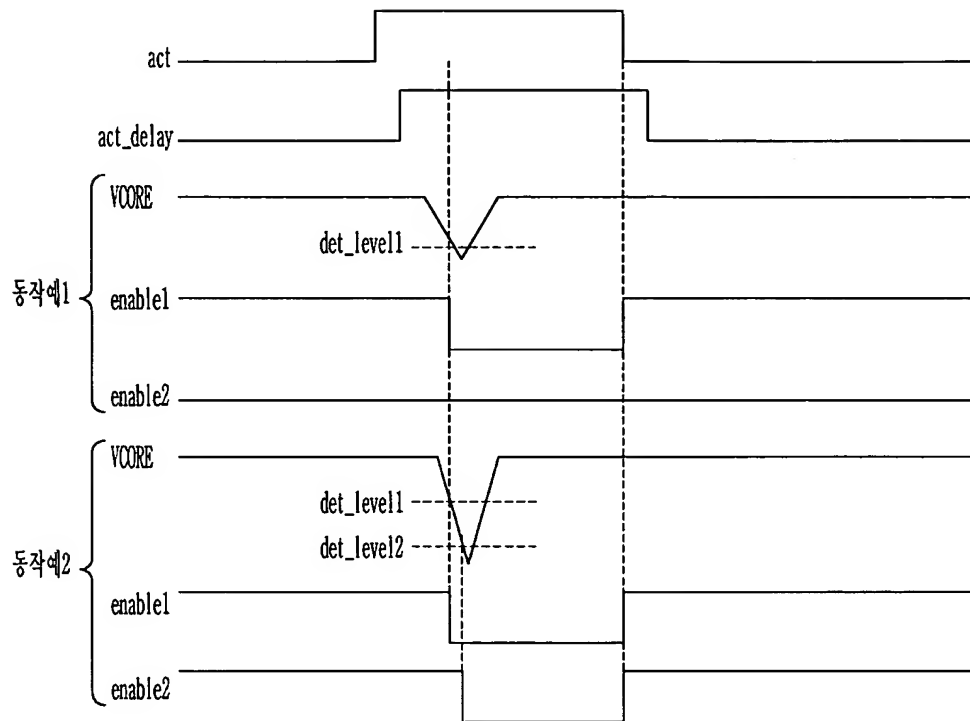 act
act_delay
VCORE
det_level1
동작예1
enable1
enable2
VCORE
det_level1
det_level2
동작예2
enable1
enable2